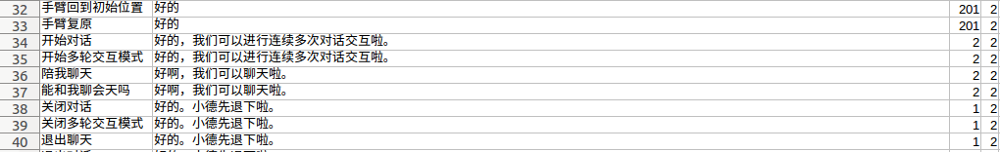 32 手臂回到初始位置 好的 201 2
33 手臂复原 好的 201 2
34 开始对话 好的，我们可以进行连续多次对话交互啦。 2 2
35 开始多轮交互模式 好的，我们可以进行连续多次对话交互啦。 2 2
36 陪我聊天 好啊，我们可以聊天啦。 2 2
37 能和我聊会天吗 好啊，我们可以聊天啦。 2 2
38 关闭对话 好的。小德先退下啦。 1 2
39 关闭多轮交互模式 好的。小德先退下啦。 1 2
40 退出聊天 好的。小德先退下啦。 1 2